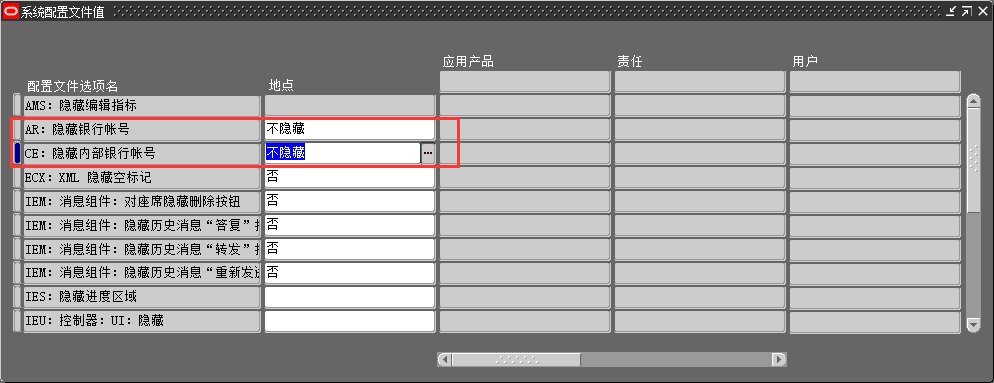 系统配置文件值
应用产品 责任 用户
配置文件选项名 地点
AMS: 隐藏编辑指标
AR: 隐藏银行帐号 不隐藏
CE: 隐藏内部银行帐号 不隐藏
ECX: XML 隐藏空标记 否
IEM: 消息组件: 对座席隐藏删除按钮 否
IEM: 消息组件: 隐藏历史消息“答复”扌 否
IEM: 消息组件: 隐藏历史消息“转发”扌 否
IEM: 消息组件: 隐藏历史消息“重新发送 否
IES: 隐藏进度区域
IEU: 控制器: UI: 隐藏